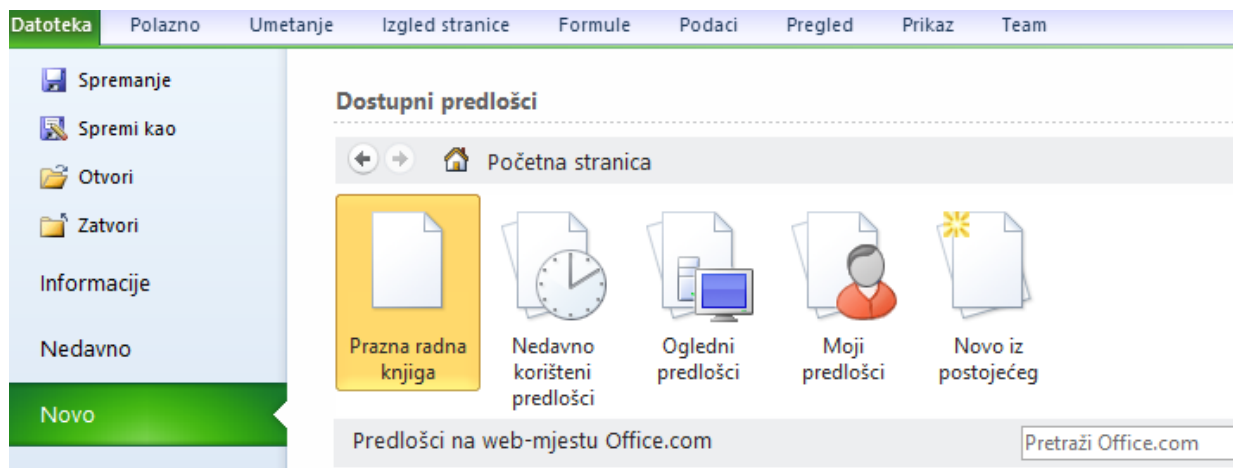 Datoteka Polazno Umetanje Izgled stranice Formule Podaci Pregled Prikaz Team
Spremanje
Spremi kao
Otvori
Zatvori
Informacije
Nedavno
Novo
Dostupni predlošci
Početna stranica
Prazna radna
knjiga
Nedavno
korišteni
predlošci
Ogledni
predlošci
Moji
predlošci
Novo iz
postojećeg
Predlošci na web-mjestu Office.com
Pretraži Office.com